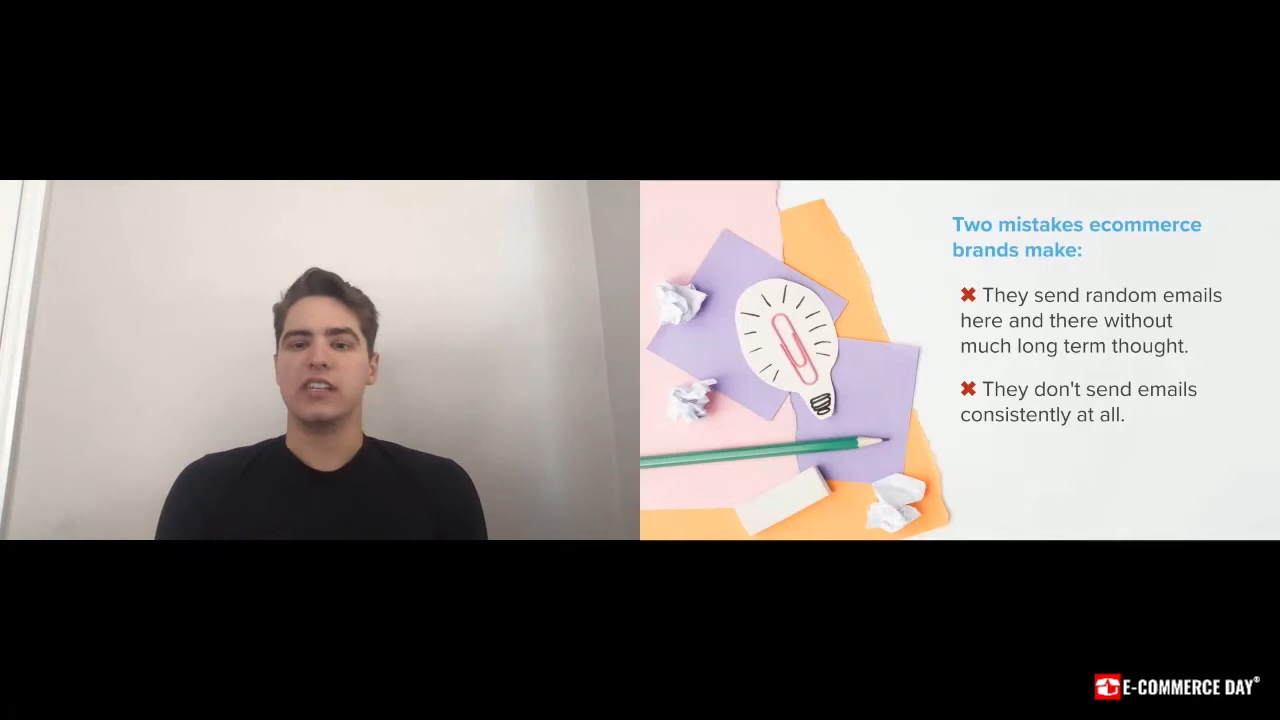 Two mistakes ecommerce
brands make:
✖ They send random emails
here and there without
much long term thought.
✖ They don't send emails
consistently at all.
E-COMMERCE DAY®